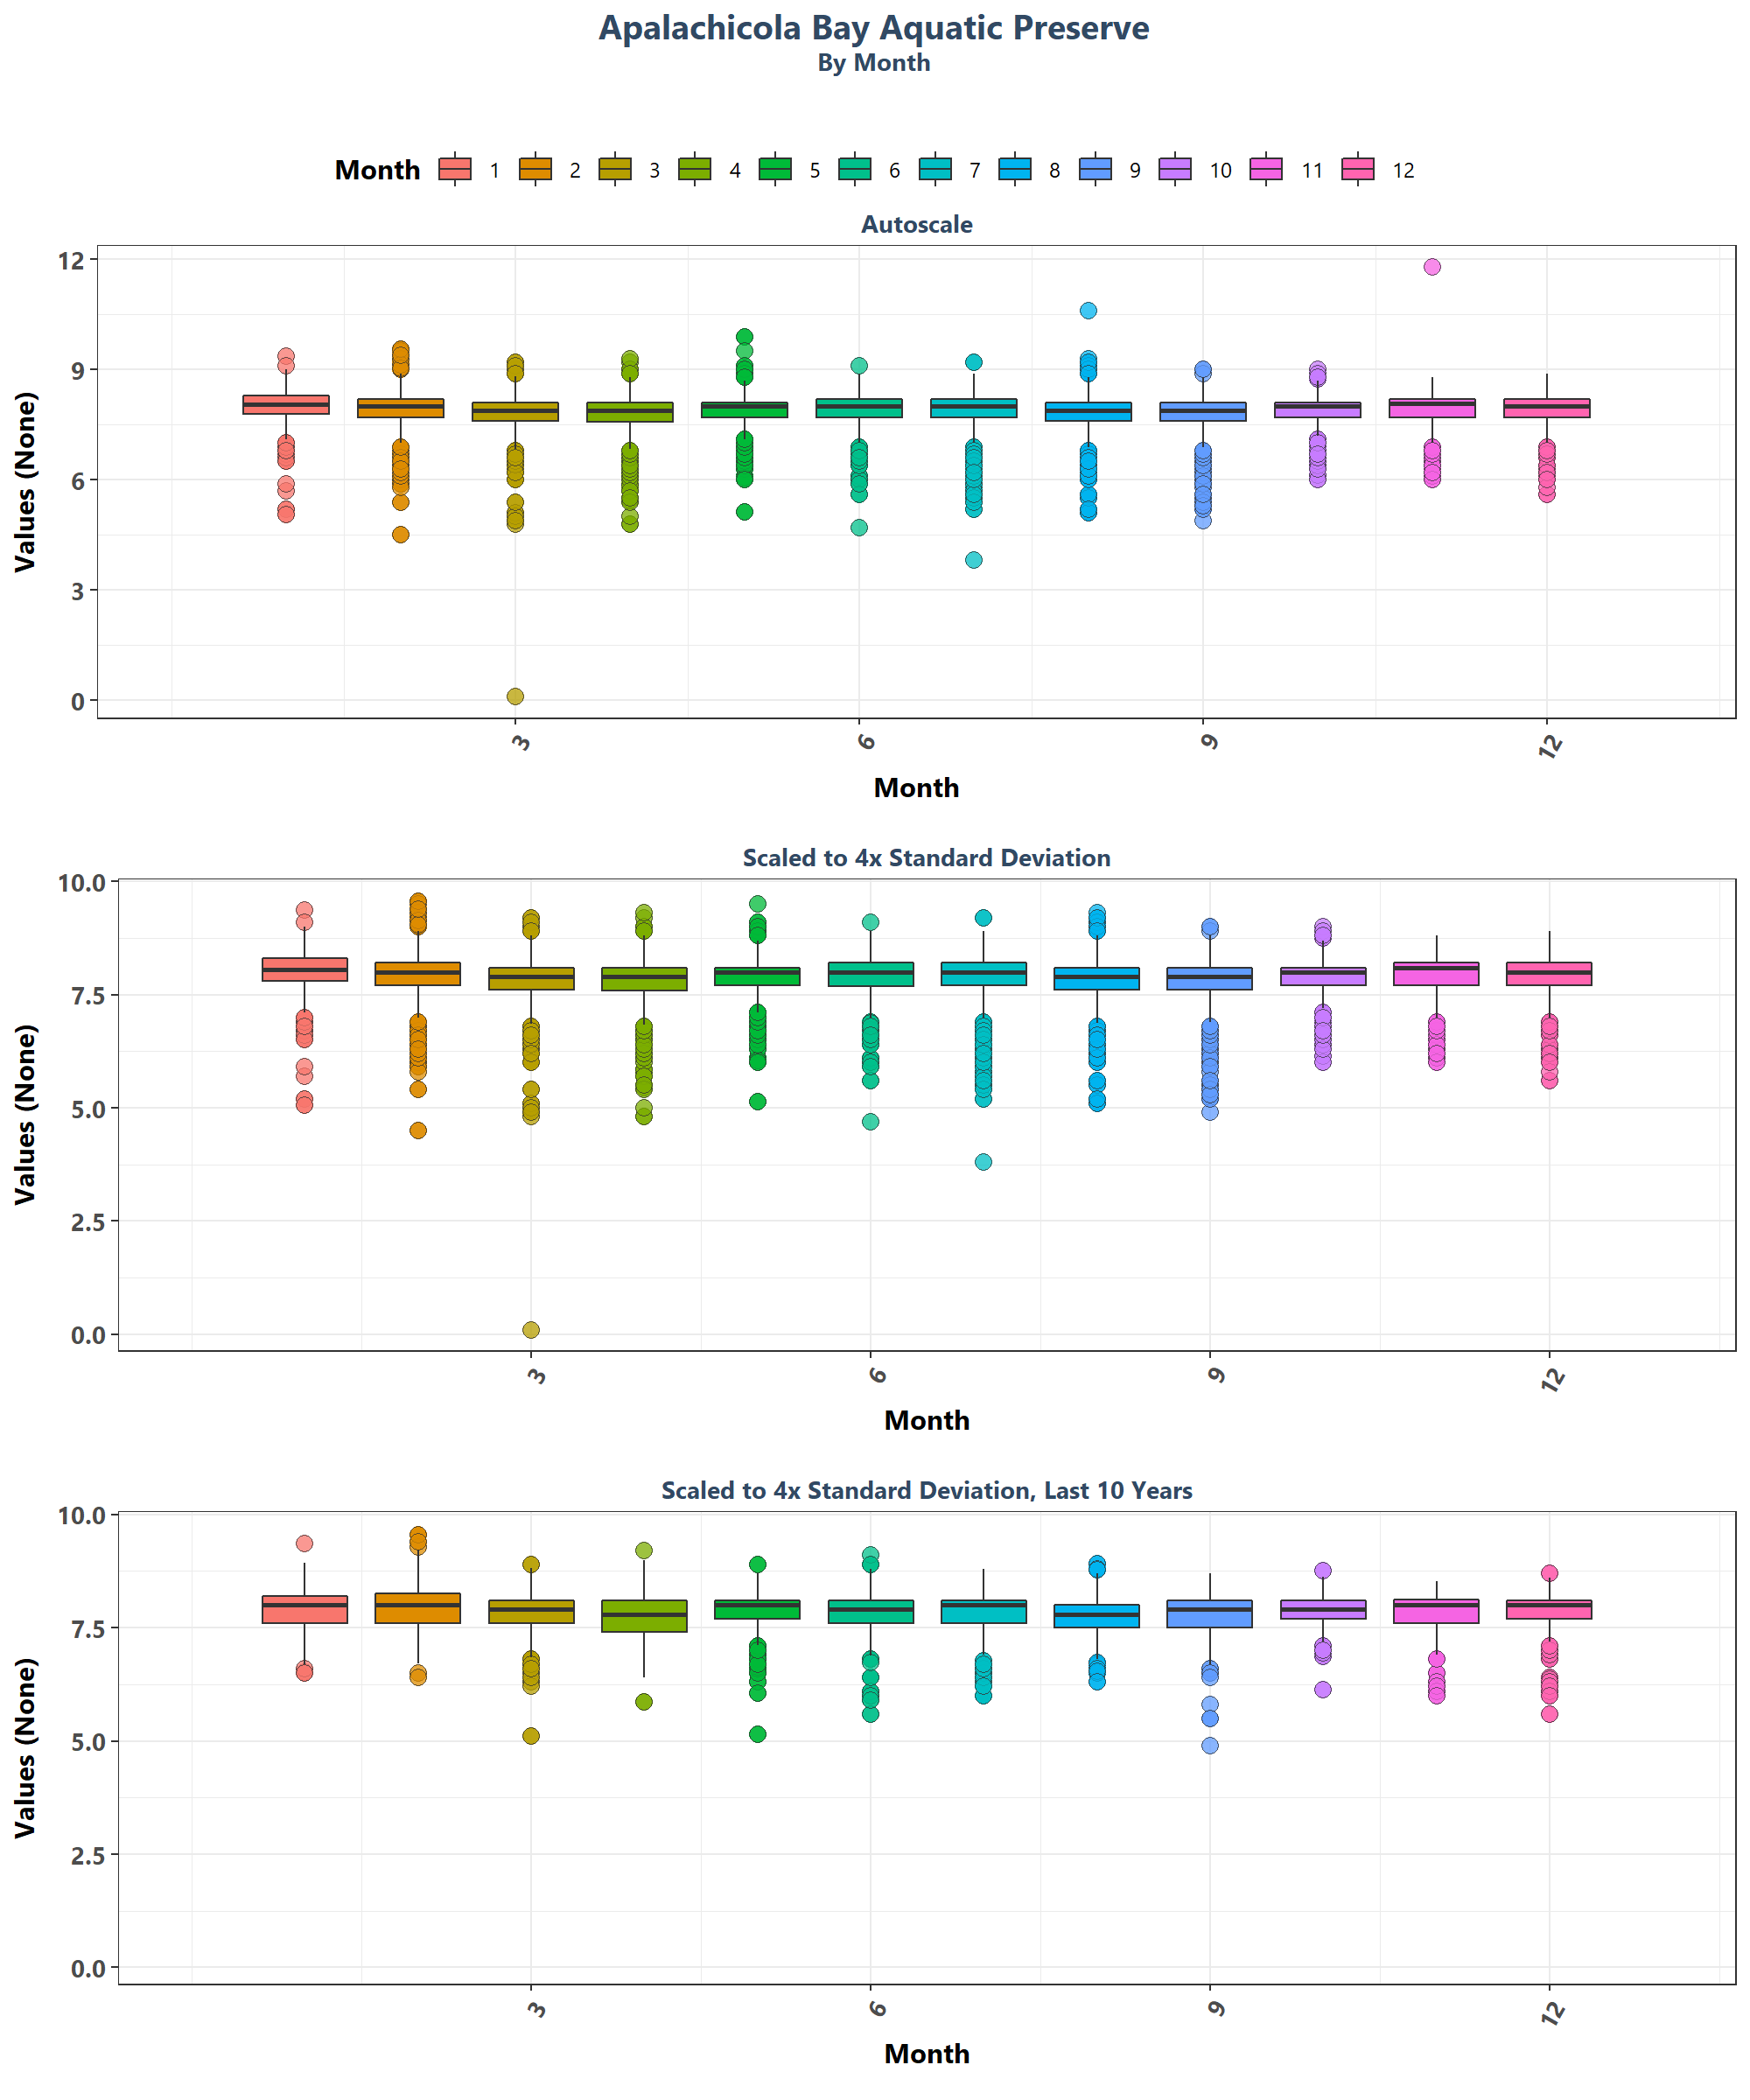 Apalachicola Bay Aquatic Preserve
By Month
Month 1 2 3 4 5 6 7 8 9 10 11 12
Autoscale
Values (None)
12
9
6
3
0
3 6 9 12
Month
Scaled to 4x Standard Deviation
Values (None)
10.0
7.5
5.0
2.5
0.0
3 6 9 12
Month
Scaled to 4x Standard Deviation, Last 10 Years
Values (None)
10.0
7.5
5.0
2.5
0.0
3 6 9 12
Month